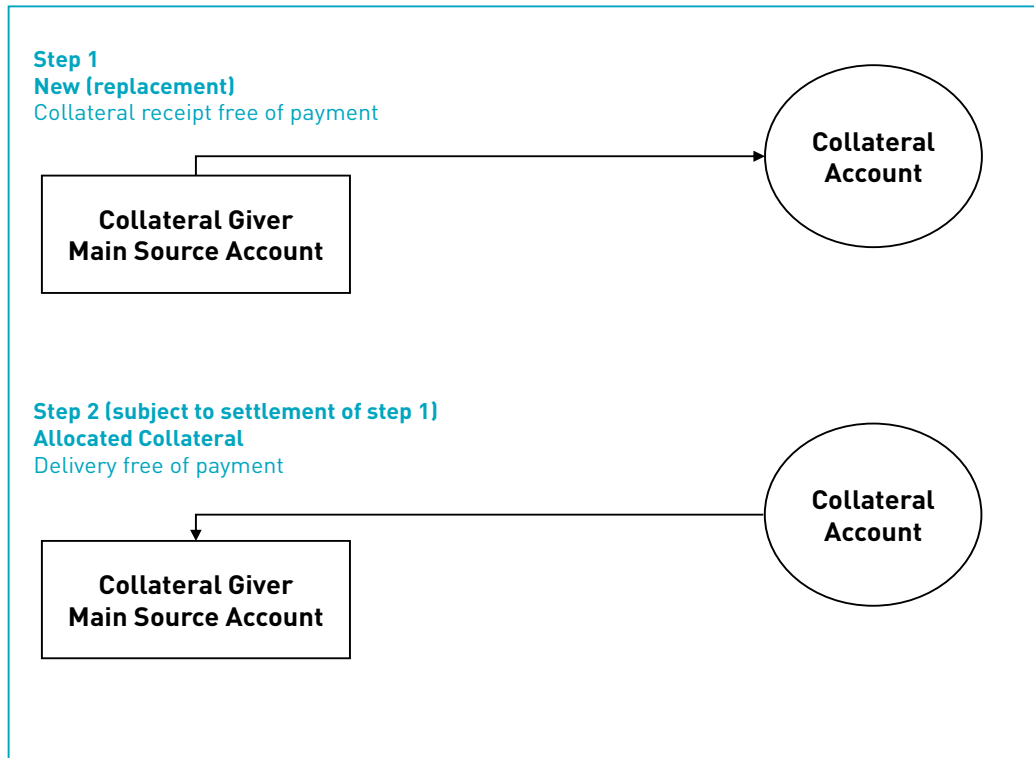 Step 1
New (replacement)
Collateral receipt free of payment
Collateral
Account
Collateral Giver
Main Source Account
Step 2 (subject to settlement of step 1)
Allocated Collateral
Delivery free of payment
Collateral
Account
Collateral Giver
Main Source Account